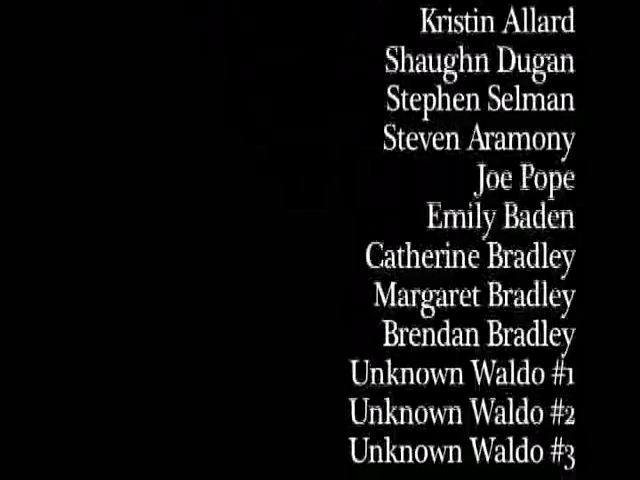 Kristin Allard
Shaughn Dugan
Stephen Selman
Steven Aramony
Joe Pope
Emily Baden
Catherine Bradley
Margaret Bradley
Brendan Bradley
Unknown Waldo #1
Unknown Waldo #2
Unknown Waldo #3